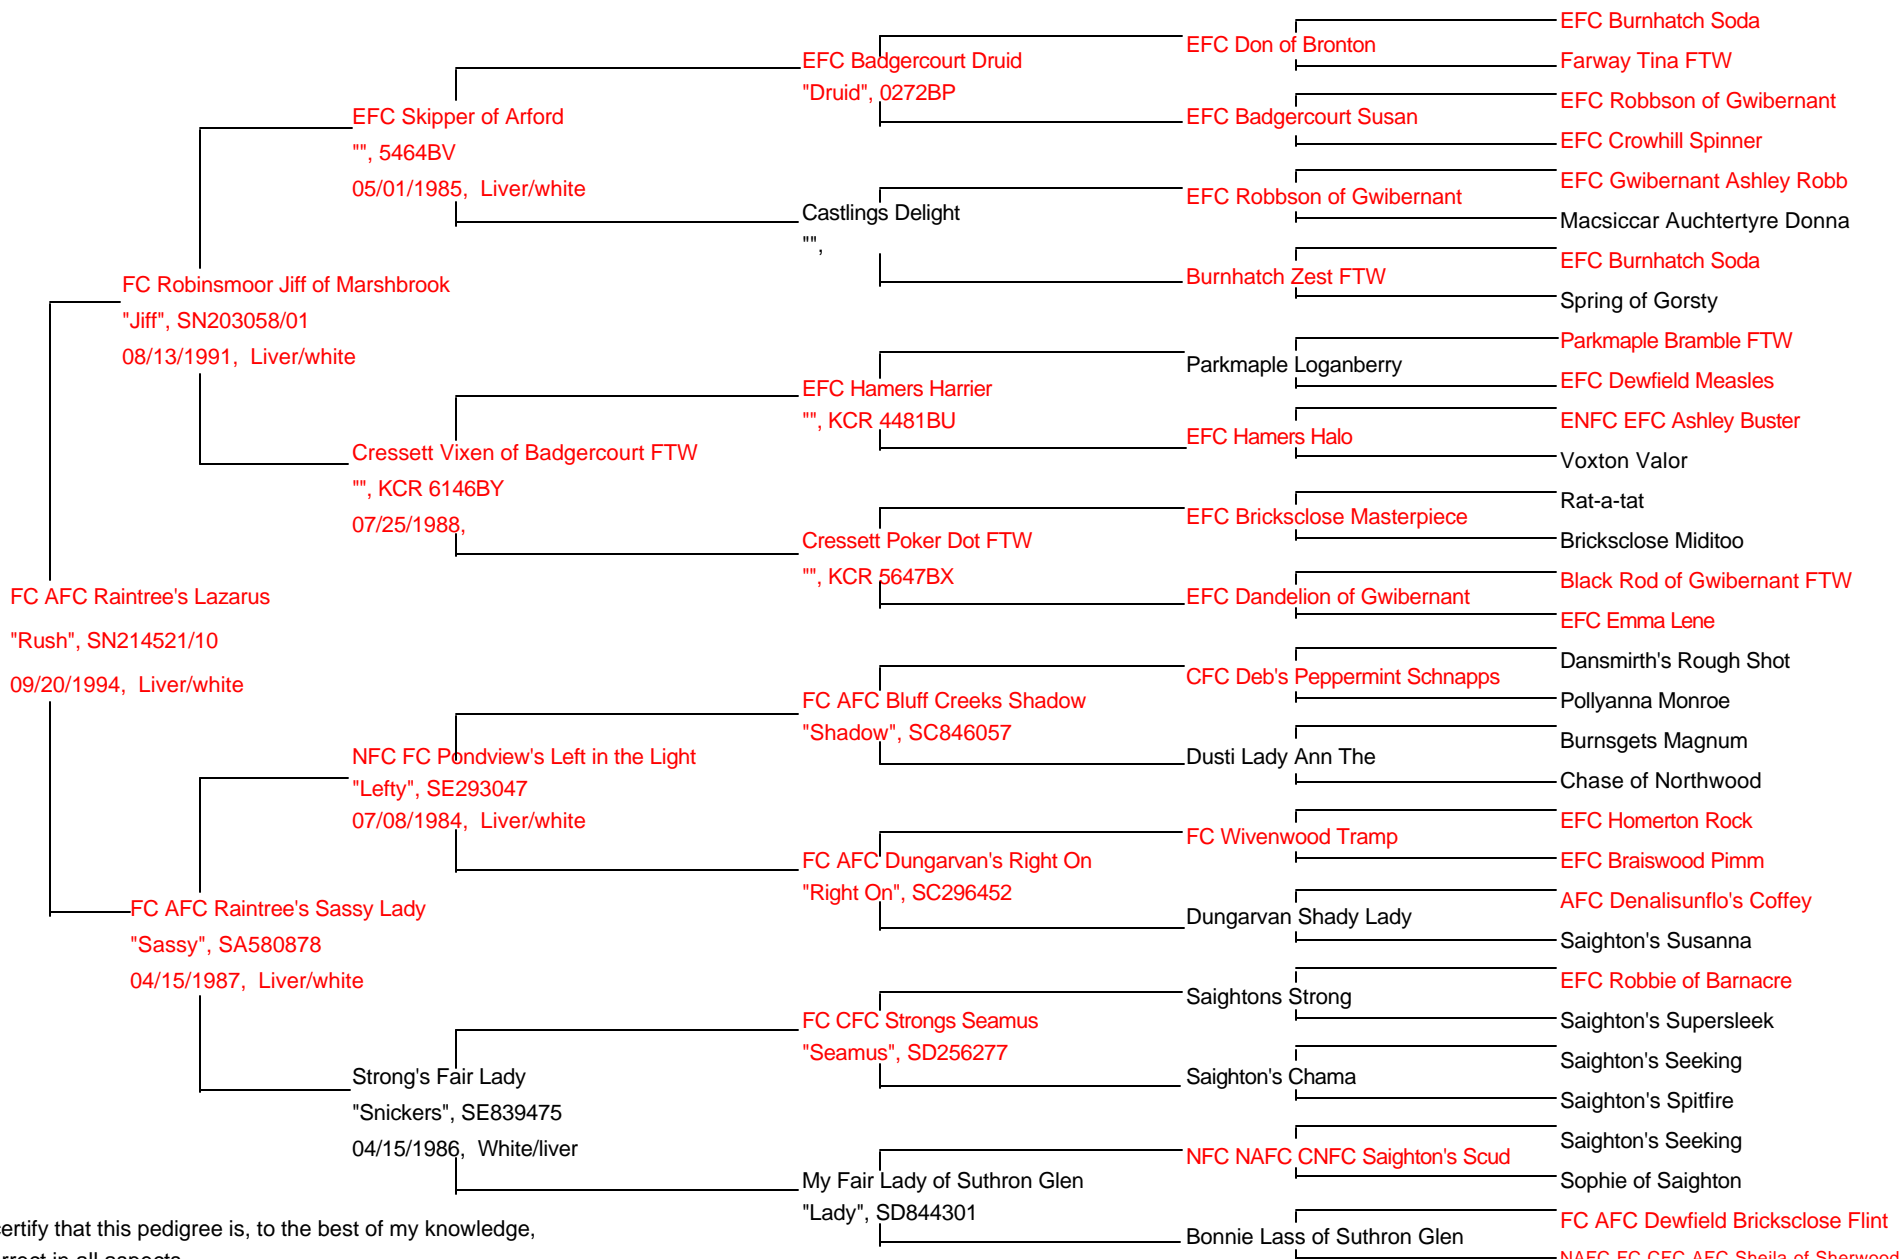 FC AFC Raintree's Lazarus
"Rush", SN214521/10
09/20/1994, Liver/white
FC Robinsmoor Jiff of Marshbrook
"Jiff", SN203058/01
08/13/1991, Liver/white
FC AFC Raintree's Sassy Lady
"Sassy", SA580878
04/15/1987, Liver/white
EFC Skipper of Arford
"", 5464BV
05/01/1985, Liver/white
Cressett Vixen of Badgercourt FTW
"", KCR 6146BY
07/25/1988,
NFC FC Pondview's Left in the Light
"Lefty", SE293047
07/08/1984, Liver/white
Strong's Fair Lady
"Snickers", SE839475
04/15/1986, White/liver
EFC Badgercourt Druid
"Druid", 0272BP
Castlings Delight
"",
EFC Hamers Harrier
"", KCR 4481BU
Cressett Poker Dot FTW
"", KCR 5647BX
FC AFC Bluff Creeks Shadow
"Shadow", SC846057
FC AFC Dungarvan's Right On
"Right On", SC296452
FC CFC Strongs Seamus
"Seamus", SD256277
My Fair Lady of Suthron Glen
"Lady", SD844301
EFC Don of Bronton
EFC Badgercourt Susan
EFC Robbson of Gwibernant
Burnhatch Zest FTW
Parkmaple Loganberry
EFC Hamers Halo
EFC Bricksclose Masterpiece
EFC Dandelion of Gwibernant
CFC Deb's Peppermint Schnapps
Dusti Lady Ann The
FC Wivenwood Tramp
Dungarvan Shady Lady
Saightons Strong
Saighton's Chama
NFC NAFC CNFC Saighton's Scud
Bonnie Lass of Suthron Glen
EFC Burnhatch Soda
Farway Tina FTW
EFC Robbson of Gwibernant
EFC Crowhill Spinner
EFC Gwibernant Ashley Robb
Macsiccar Auchtertyre Donna
EFC Burnhatch Soda
Spring of Gorsty
Parkmaple Bramble FTW
EFC Dewfield Measles
ENFC EFC Ashley Buster
Voxton Valor
Rat-a-tat
Bricksclose Miditoo
Black Rod of Gwibernant FTW
EFC Emma Lene
Dansmirth's Rough Shot
Pollyanna Monroe
Burnsgets Magnum
Chase of Northwood
EFC Homerton Rock
EFC Braiswood Pimm
AFC Denalisunflo's Coffey
Saighton's Susanna
EFC Robbie of Barnacre
Saighton's Supersleek
Saighton's Seeking
Saighton's Spitfire
Saighton's Seeking
Sophie of Saighton
FC AFC Dewfield Bricksclose Flint
NAFC FC CFC AFC Sheila of Sherwood
ertify that this pedigree is, to the best of my knowledge,
rrect in all aspects